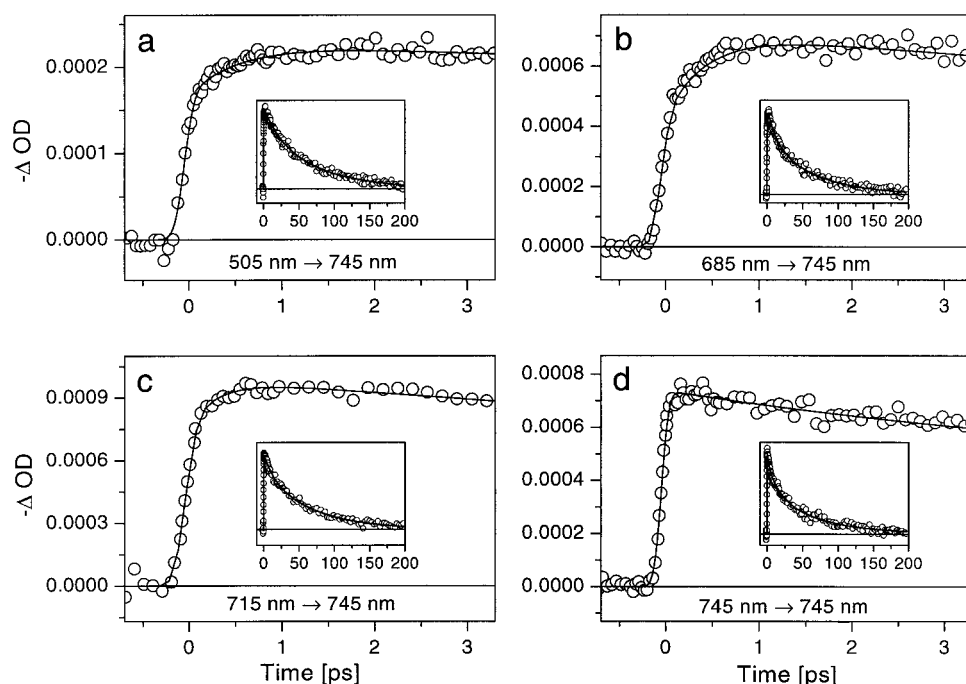 a
0.0002
0.0001
0.0000
-Δ OD
0 50 100 150 200
505 nm → 745 nm
0 1 2 3
b
0.0006
0.0004
0.0002
0.0000
0 50 100 150 200
685 nm → 745 nm
0 1 2 3
c
0.0009
0.0006
0.0003
0.0000
-Δ OD
0 50 100 150 200
715 nm → 745 nm
0 1 2 3
Time [ps]
d
0.0008
0.0006
0.0004
0.0002
0.0000
0 50 100 150 200
745 nm → 745 nm
0 1 2 3
Time [ps]